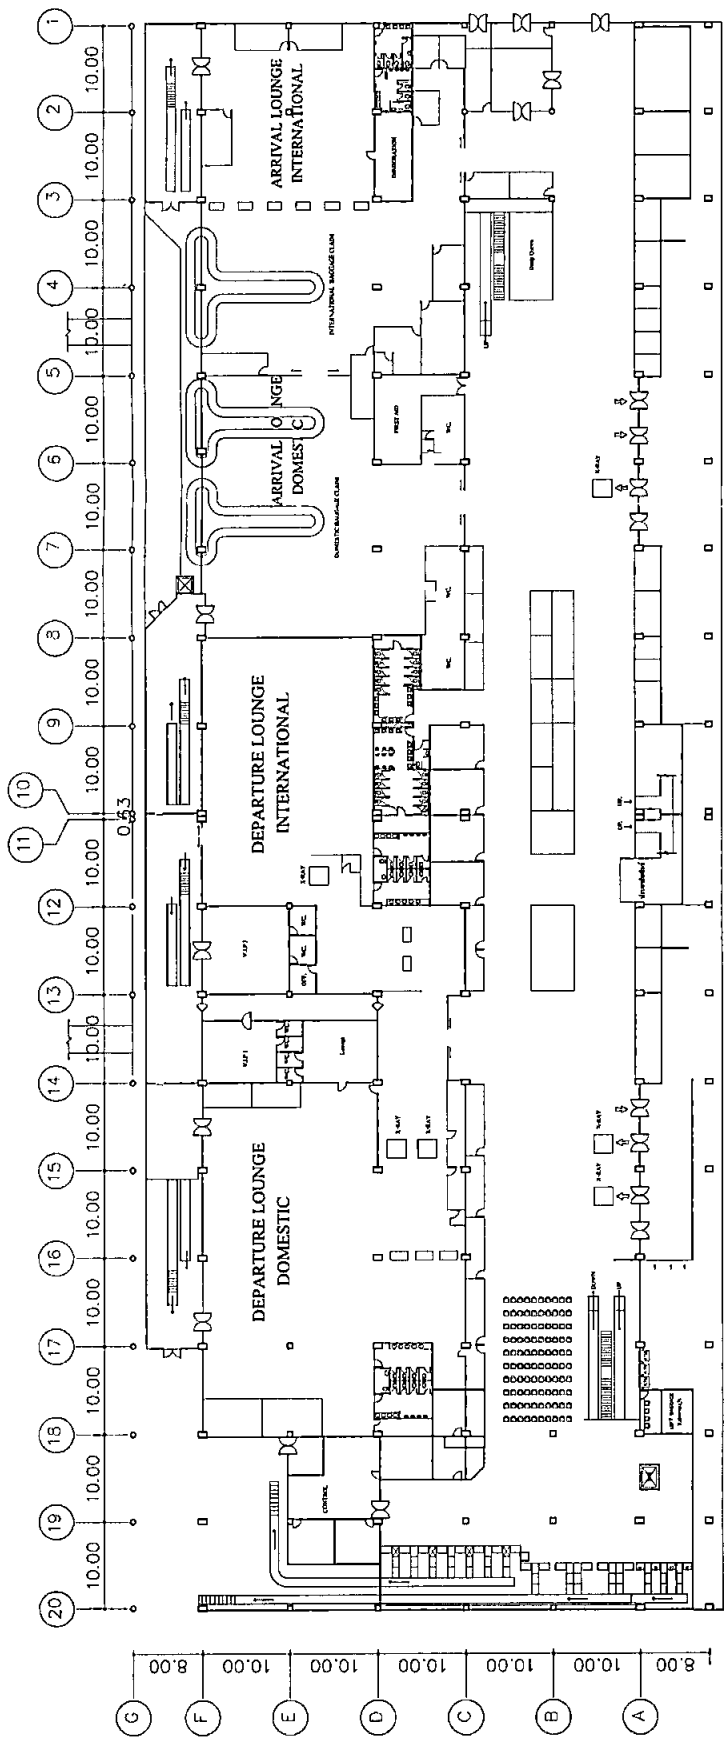 1
10.00
2
10.00
3
10.00
4
10.00
5
10.00
6
10.00
7
10.00
8
10.00
9
10.00
10
0.63
11
10.00
12
10.00
13
10.00
14
10.00
15
10.00
16
10.00
17
10.00
18
10.00
19
10.00
20
ARRIVAL LOUNGE
INTERNATIONAL
IMMIGRATION
INTERNATIONAL BAGGAGE CLAIM
UP
ARRIVAL LOUNGE
DOMESTIC
FIRST AID
W.C.
X-RAY
DOMESTIC BAGGAGE CLAIM
W.C.
W.C.
DEPARTURE LOUNGE
INTERNATIONAL
X-RAY
UP.
UP.
V.I.P 2
W.C.
W.C.
OFF.
V.I.P 1
W.C.
W.C.
W.C.
Lounge
X-RAY
X-RAY
X-RAY
X-RAY
DEPARTURE LOUNGE
DOMESTIC
Down
UP
CONTROL
G
8.00
F
10.00
E
10.00
D
10.00
C
10.00
B
10.00
A
8.00